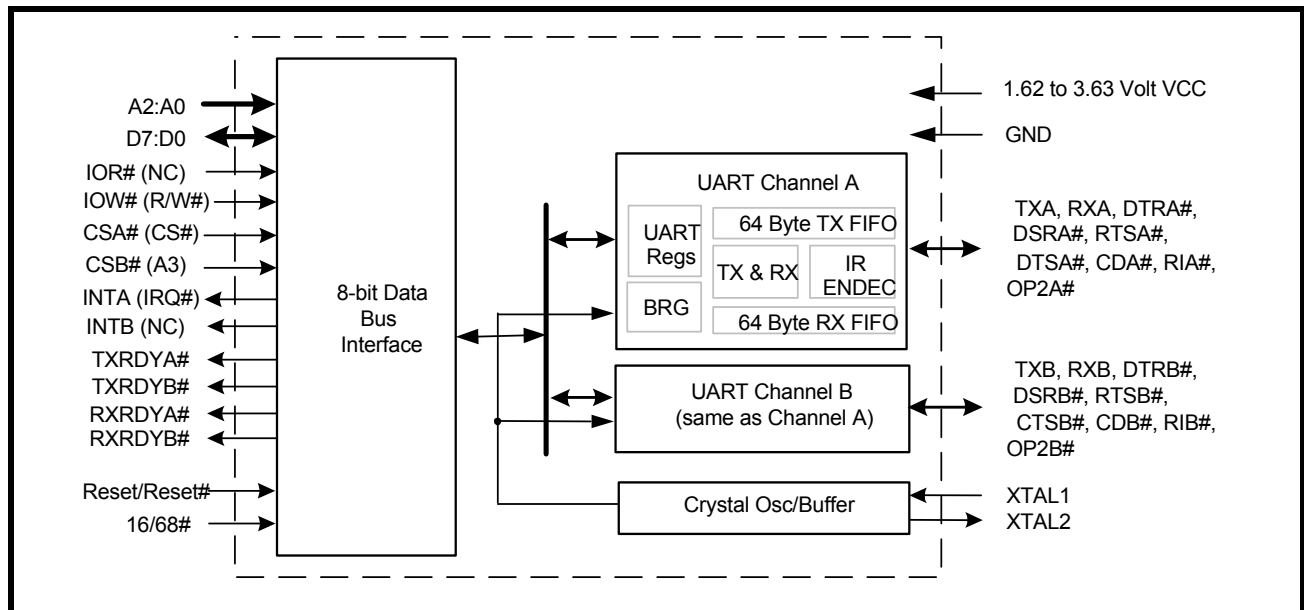 A2:A0
D7:D0
IOR# (NC)
IOW# (R/W#)
CSA# (CS#)
CSB# (A3)
INTA (IRQ#)
INTB (NC)
TXRDYA#
TXRDYB#
RXRDYA#
RXRDYB#
Reset/Reset#
16/68#
8-bit Data
Bus
Interface
UART Channel A
UART
Regs
BRG
64 Byte TX FIFO
TX & RX
IR
ENDEC
64 Byte RX FIFO
UART Channel B
(same as Channel A)
Crystal Osc/Buffer
1.62 to 3.63 Volt VCC
GND
TXA, RXA, DTRA#,
DSRA#, RTSA#,
DTSA#, CDA#, RIA#,
OP2A#
TXB, RXB, DTRB#,
DSRB#, RTSB#,
CTSB#, CDB#, RIB#,
OP2B#
XTAL1
XTAL2